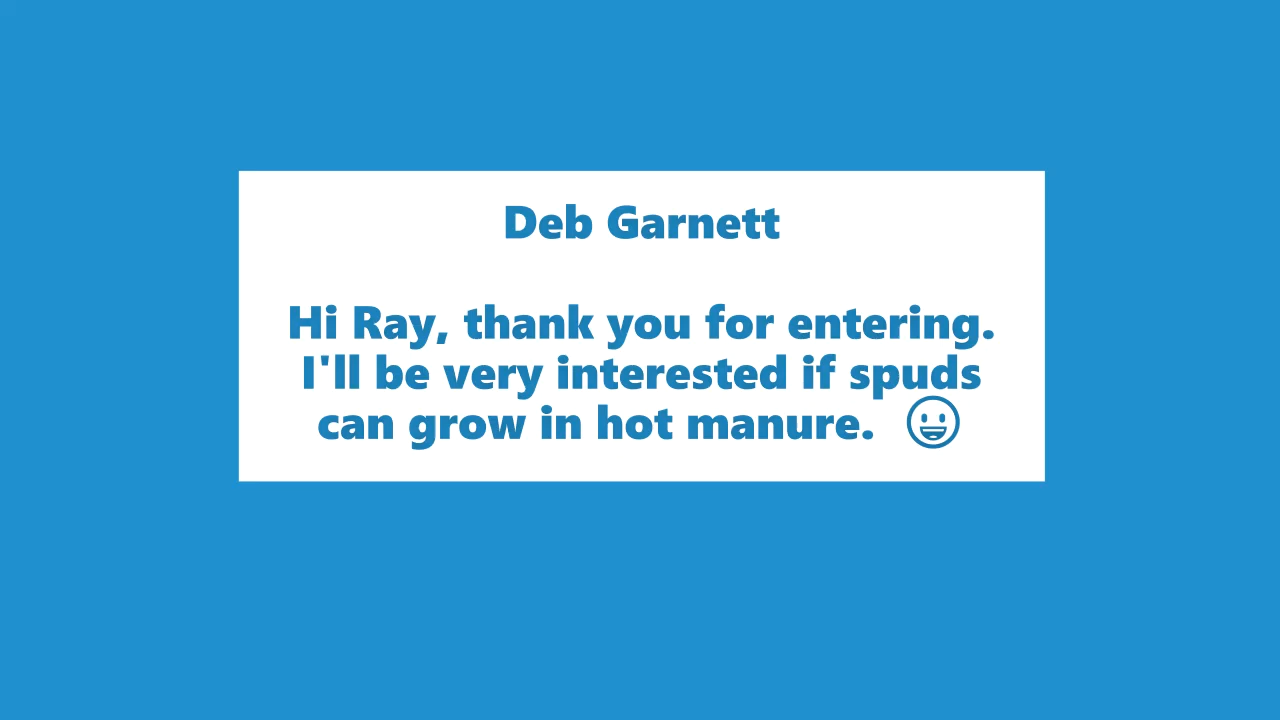 Deb Garnett
Hi Ray, thank you for entering.
I'll be very interested if spuds
can grow in hot manure. 😀